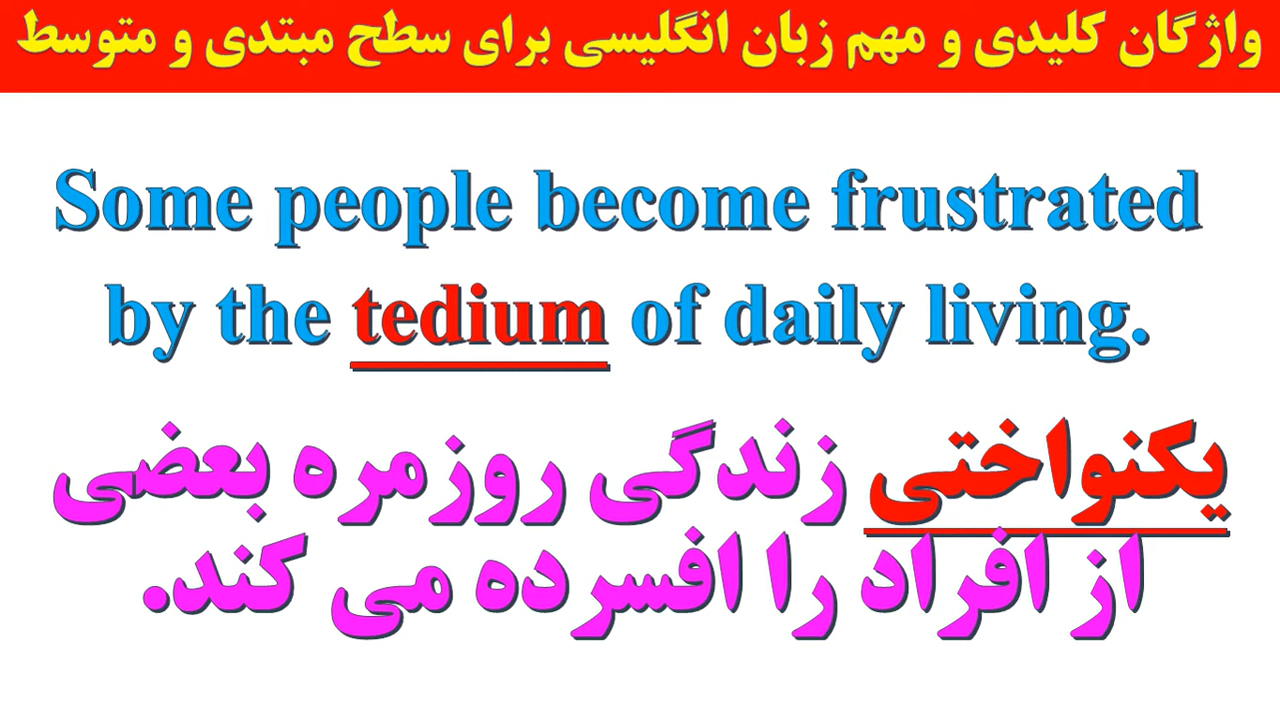 واژگان کلیدی و مهم زبان انگلیسی برای سطح مبتدی و متوسط
Some people become frustrated
by the tedium of daily living.
یکنواختی زندگی روزمره بعضی
از افراد را افسرده می کند.